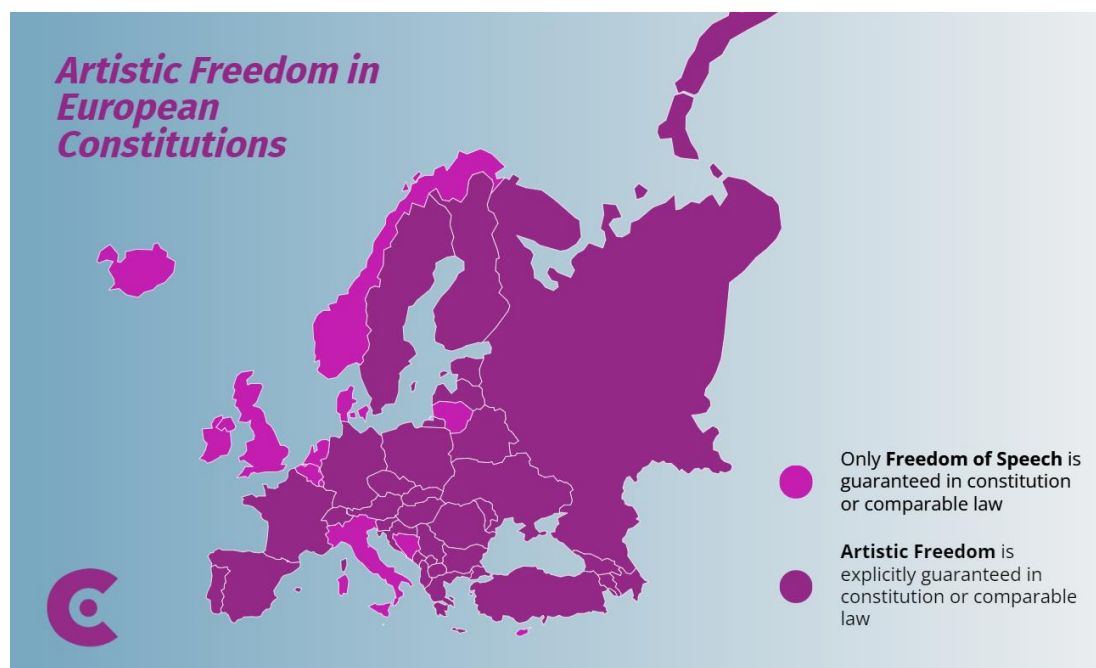 Artistic Freedom in
European
Constitutions
Only Freedom of Speech is
guaranteed in constitution
or comparable law
Artistic Freedom is
explicitly guaranteed in
constitution or comparable
law